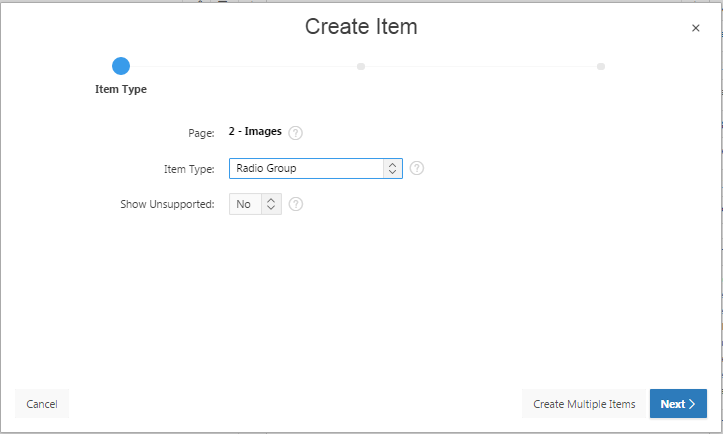 Create Item
×
Item Type
Page: 2 - Images ?
Item Type: Radio Group ?
Show Unsupported: No ?
Cancel Create Multiple Items Next >